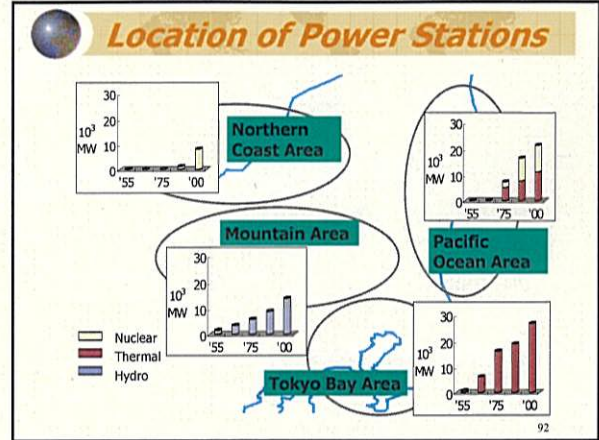 Location of Power Stations
30
20
10
0
10³
MW
'55
'75
'00
Northern
Coast Area
30
20
10
0
10³
MW
'55
'75
'00
Pacific
Ocean Area
Mountain Area
30
20
10
0
10³
MW
'55
'75
'00
Nuclear
Thermal
Hydro
Tokyo Bay Area
30
20
10
0
10³
MW
'55
'75
'00
92